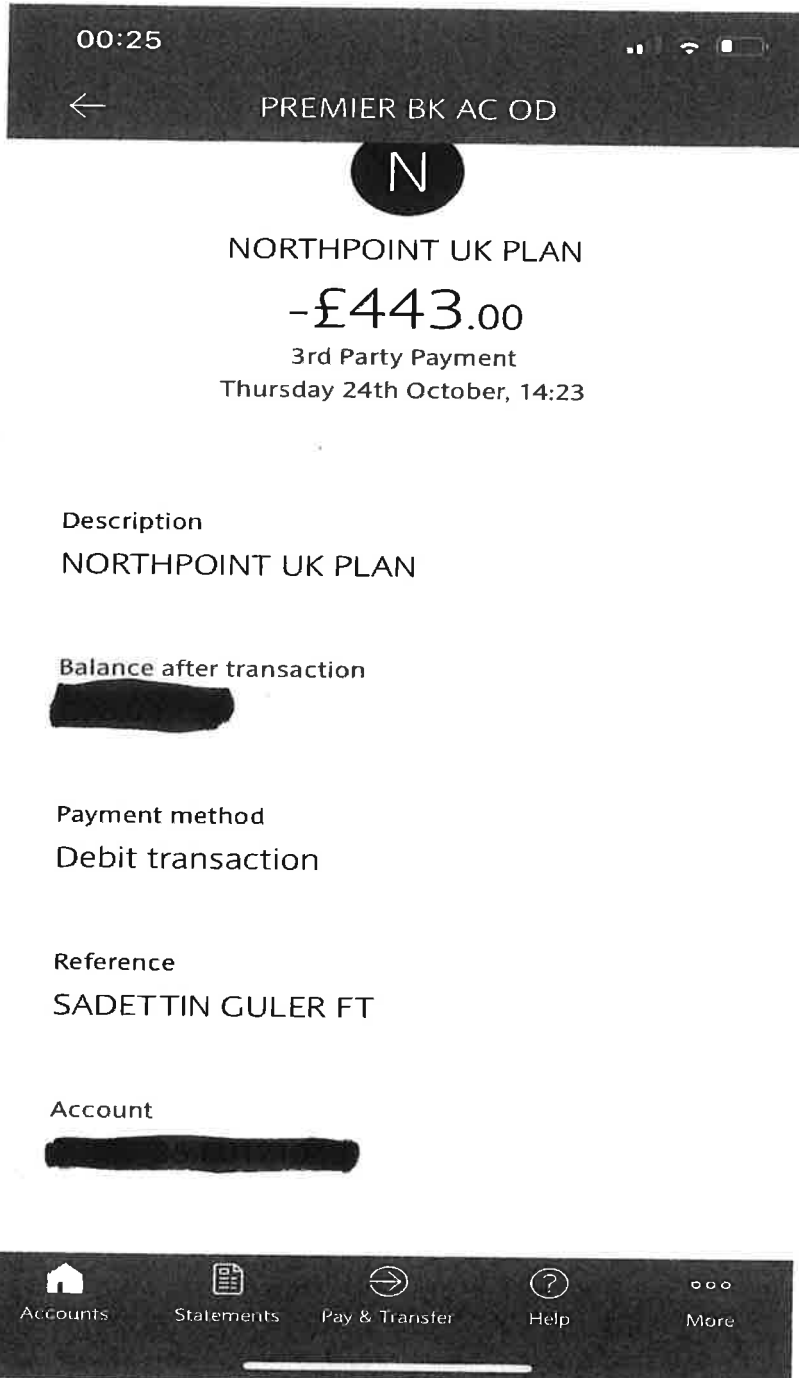 00:25
PREMIER BK AC OD
N
NORTHPOINT UK PLAN
-£443.00
3rd Party Payment
Thursday 24th October, 14:23
Description
NORTHPOINT UK PLAN
Balance after transaction
Payment method
Debit transaction
Reference
SADETTIN GULER FT
Account
Accounts
Statements
Pay & Transfer
Help
More